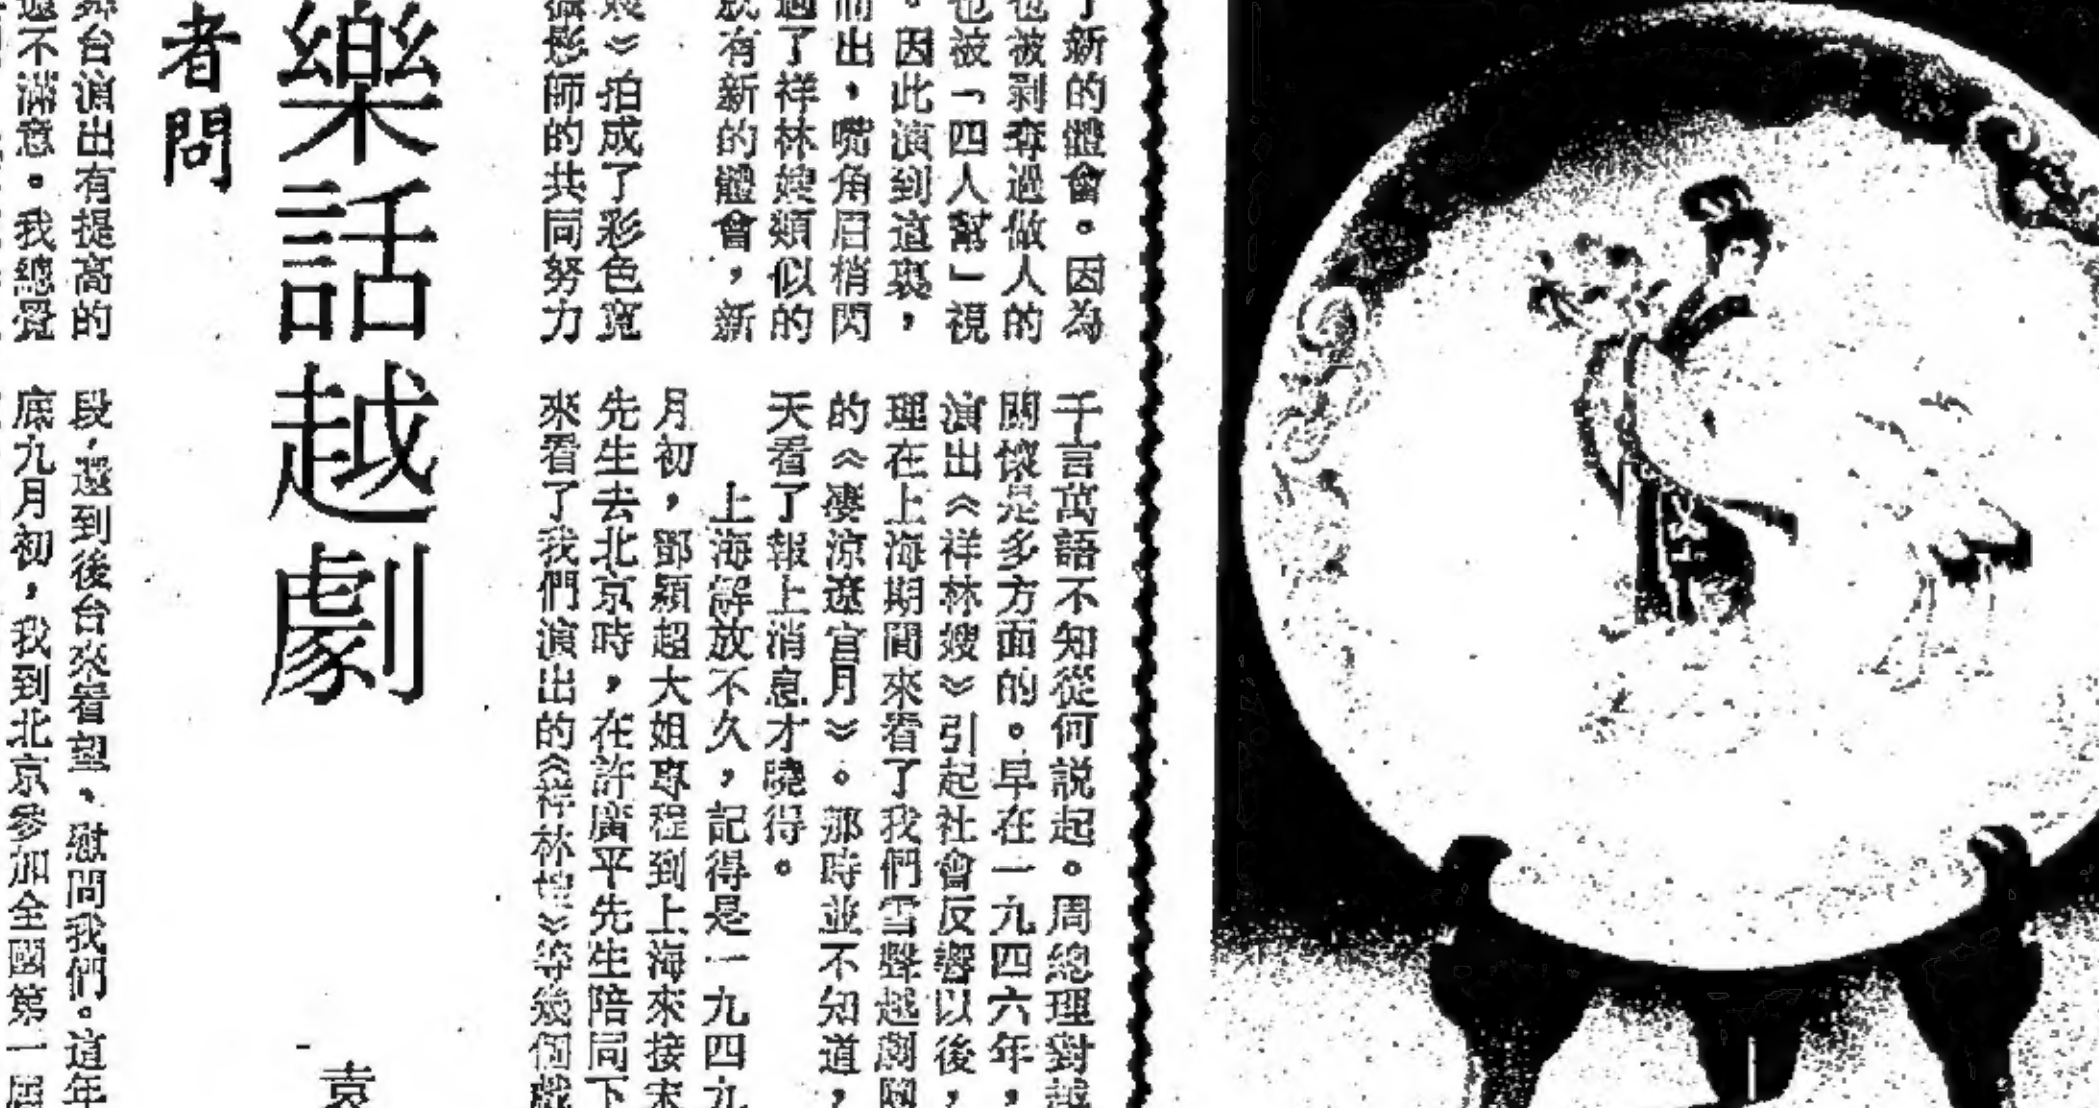 了新的體會。因為
也被剥奪過做人的
也被「四人幫」視
。因此演到這裏，
而出，嘴角眉梢閃
過了祥林嫂類似的
就有新的體會，新
嫂》拍成了彩色寬
攝影師的共同努力
千言萬語不知從何説起。周總理對越
關懷是多方面的。早在一九四六年，
演出《祥林嫂》引起社會反響以後，
理在上海期間來看了我們雪聲越劇團
的《凄涼遼宫月》。那時並不知道，
天看了報上消息才曉得。
上海解放不久，記得是一九四九
月初，鄧穎超大姐專程到上海來接宋
先生去北京時，在許廣平先生陪同下
來看了我們演出的《祥林嫂》等幾個戲
樂話越劇
袁
者問
台演出有提高的
還不滿意。我總覺
段，還到後台來看望、慰問我們。這年
底九月初，我到北京參加全國第一屆